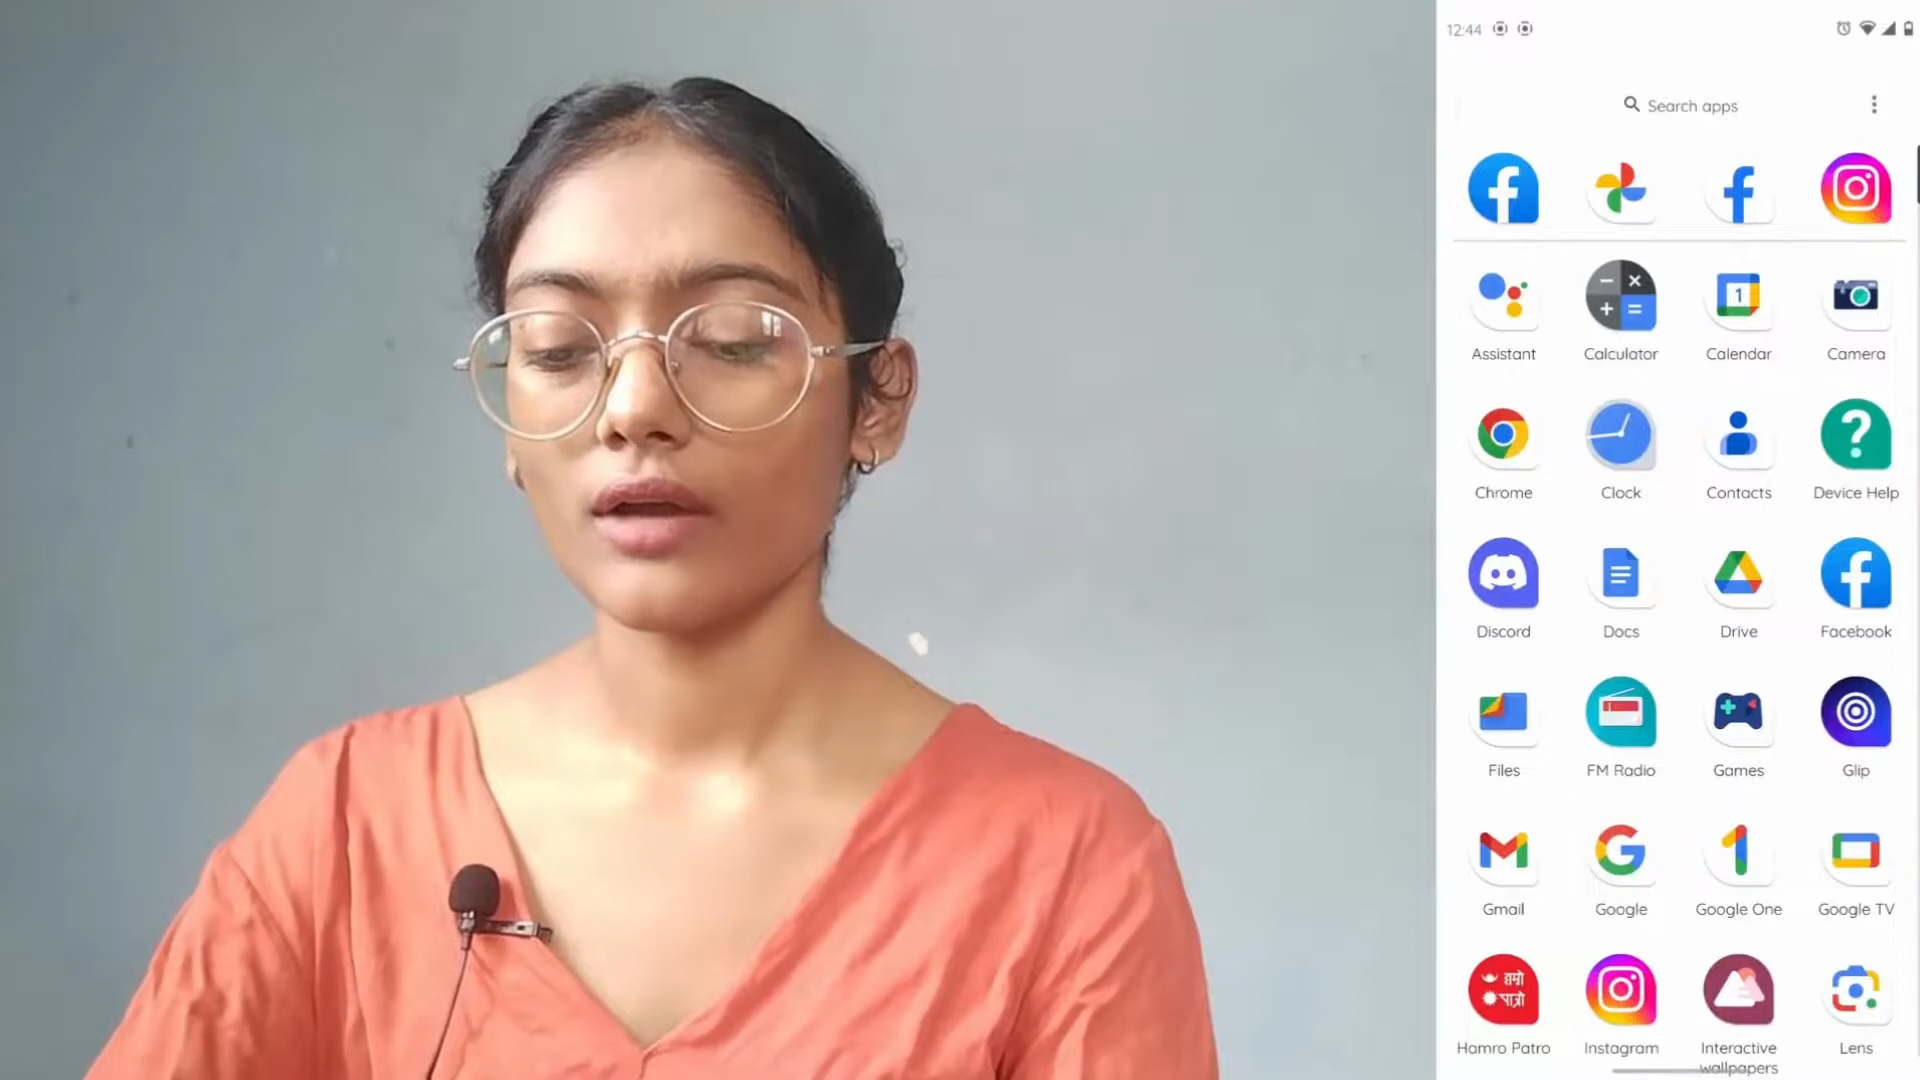 12:44
Search apps
1
Assistant
Calculator
Calendar
Camera
Chrome
Clock
Contacts
Device Help
Discord
Docs
Drive
Facebook
Files
FM Radio
Games
Glip
Gmail
Google
Google One
Google TV
हाम्रो
पात्रो
Hamro Patro
Instagram
Interactive
wallpapers
Lens